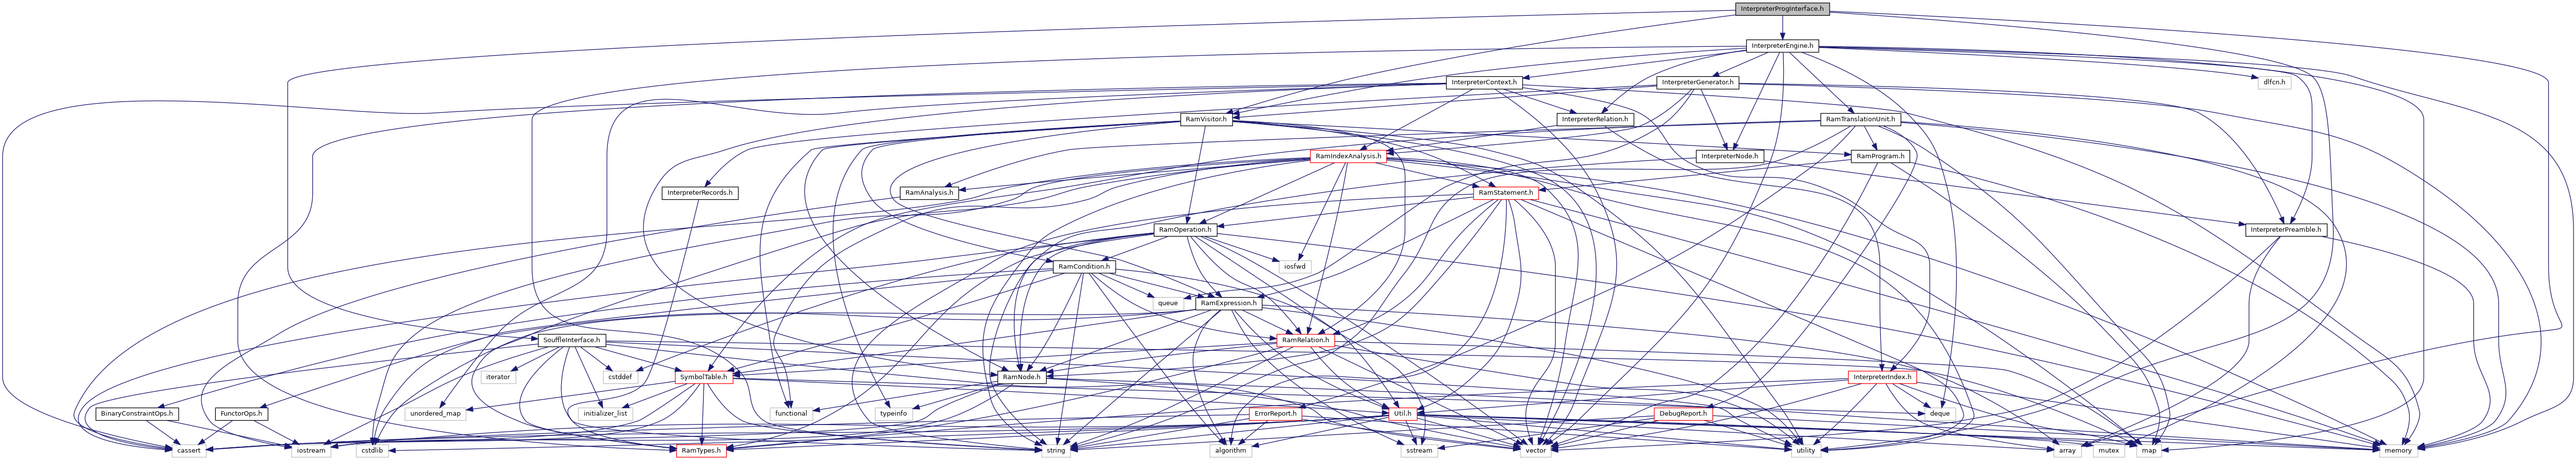 InterpreterProgInterface.h
InterpreterEngine.h
InterpreterContext.h
InterpreterGenerator.h
dlfcn.h
RamVisitor.h
InterpreterRelation.h
RamTranslationUnit.h
RamIndexAnalysis.h
InterpreterNode.h
RamProgram.h
InterpreterRecords.h
RamAnalysis.h
RamStatement.h
RamOperation.h
InterpreterPreamble.h
RamCondition.h
iosfwd
queue
RamExpression.h
SouffleInterface.h
RamRelation.h
iterator
cstddef
SymbolTable.h
RamNode.h
InterpreterIndex.h
BinaryConstraintOps.h
FunctorOps.h
unordered_map
initializer_list
functional
typeinfo
ErrorReport.h
Util.h
DebugReport.h
deque
cassert
iostream
cstdlib
RamTypes.h
string
algorithm
sstream
vector
utility
array
mutex
map
memory